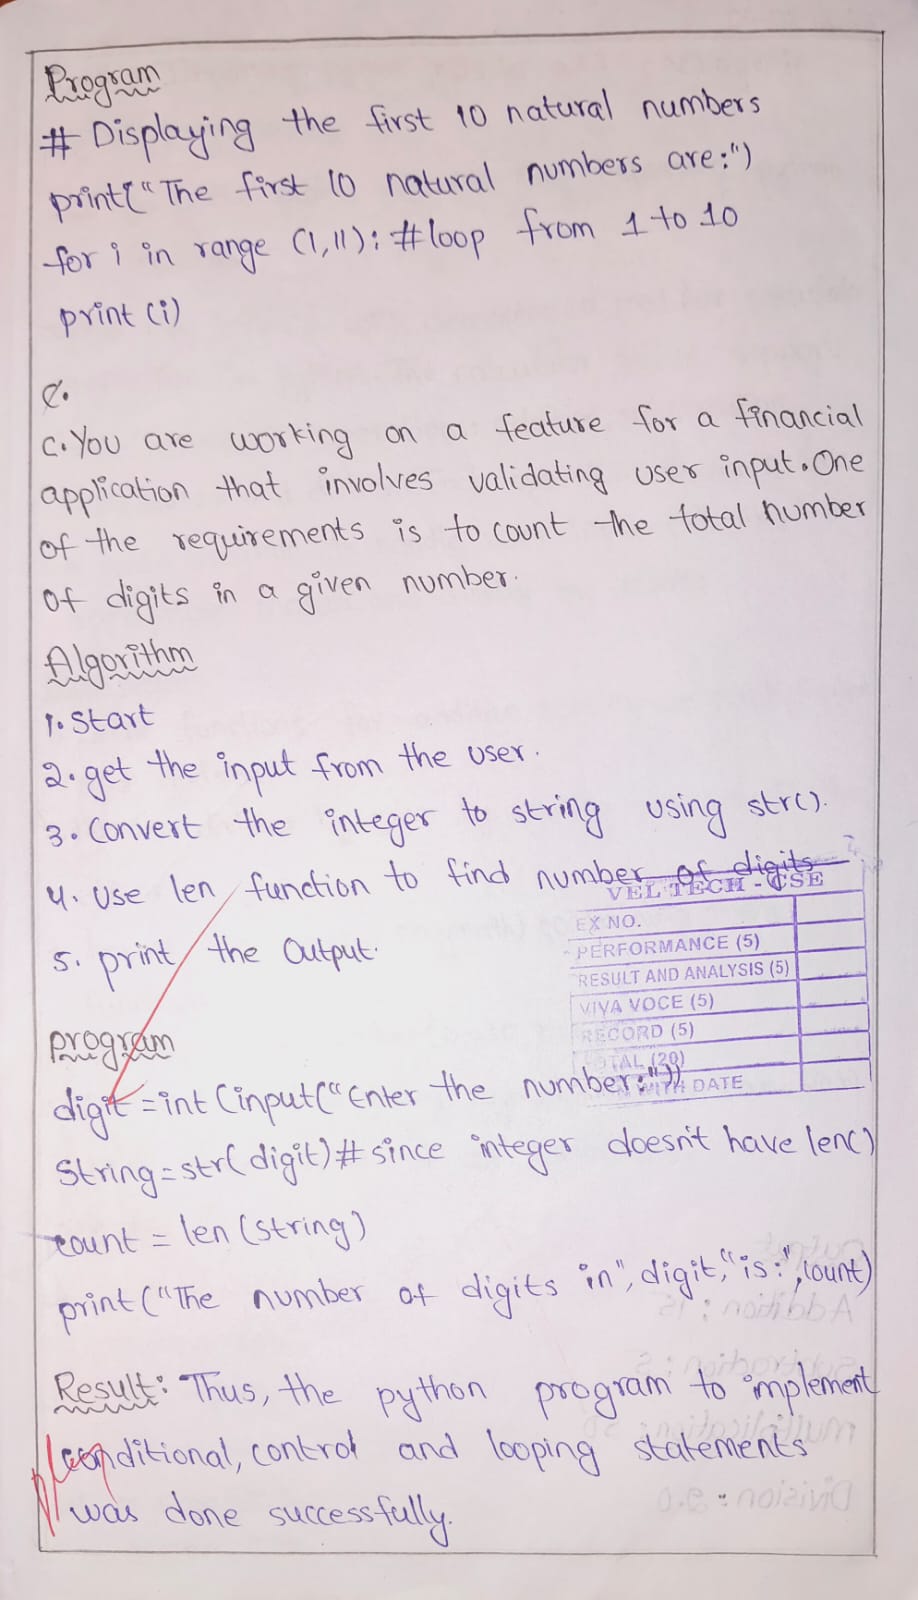 Program
# Displaying the first 10 natural numbers
print("The first 10 natural numbers are:")
for i in range (1,11): #loop from 1 to 10
print (i)
C.
C. You are working on a feature for a financial
application that involves validating user input. One
of the requirements is to count the total number
of digits in a given number.
Algorithm
1. Start
2. get the input from the user.
3. Convert the integer to string using str().
4. Use len function to find number of digits
5. print the Output.
VEL TECH - CSE
EX NO.
PERFORMANCE (5)
RESULT AND ANALYSIS (5)
VIVA VOCE (5)
RECORD (5)
TOTAL (20)
WITH DATE
program
digit = int (input("Enter the number:"))
String = str(digit) # since integer doesn't have len()
count = len (string)
print ("The number of digits in", digit, "is:", count)
Result: Thus, the python program to implement
conditional, control and looping statements
was done successfully.